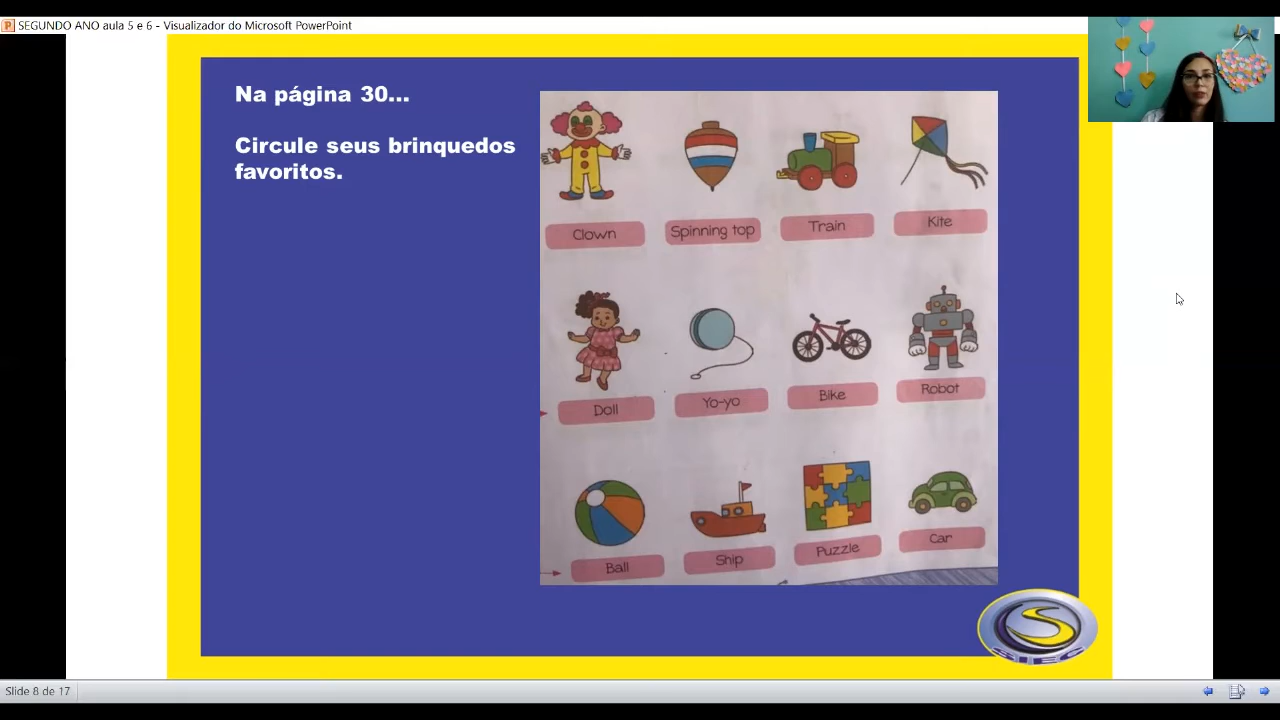 SEGUNDO ANO aula 5 e 6 - Visualizador do Microsoft PowerPoint
Na página 30...
Circule seus brinquedos
favoritos.
Clown Spinning top Train Kite
Doll Yo-yo Bike Robot
Ball Ship Puzzle Car
Slide 8 de 17